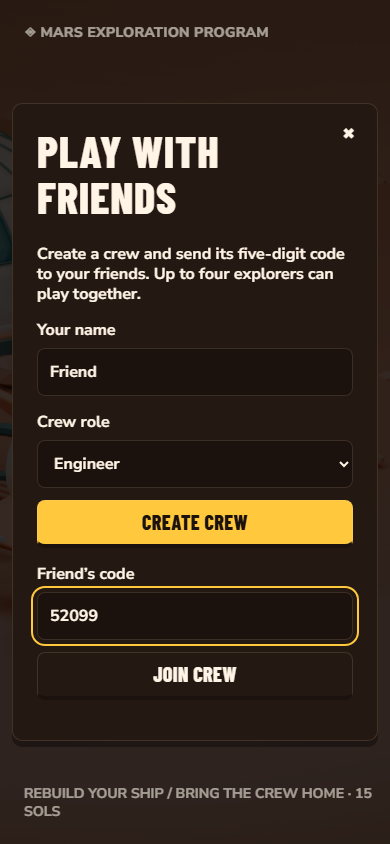 ◈ MARS EXPLORATION PROGRAM
✖
PLAY WITH
FRIENDS
Create a crew and send its five-digit code
to your friends. Up to four explorers can
play together.
Your name
Friend
Crew role
Engineer
CREATE CREW
Friend’s code
52099
JOIN CREW
REBUILD YOUR SHIP / BRING THE CREW HOME · 15
SOLS